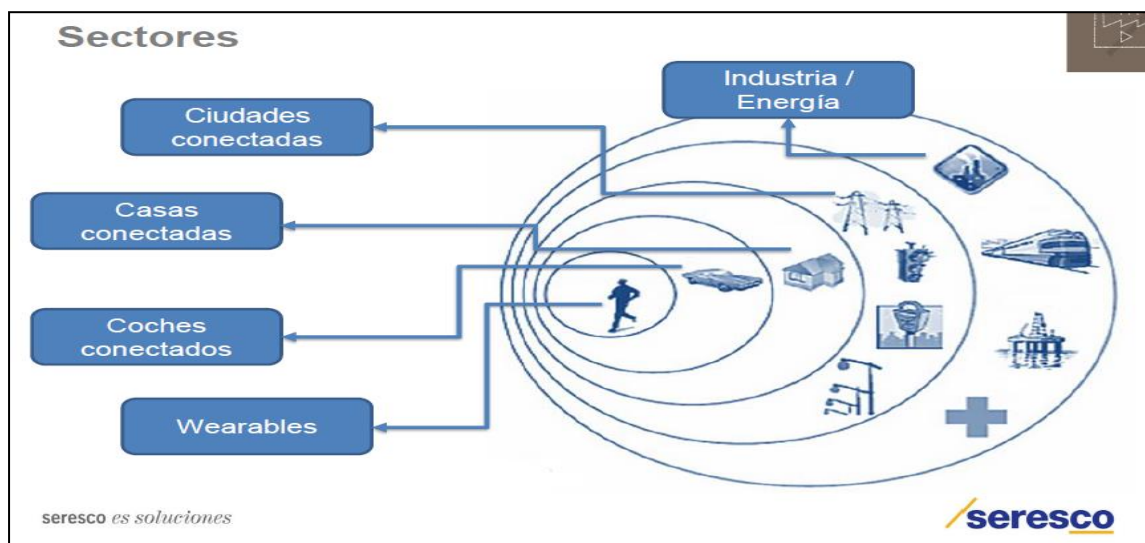 Sectores
Industria /
Energía
Ciudades
conectadas
Casas
conectadas
Coches
conectados
Wearables
seresco es soluciones
seresco